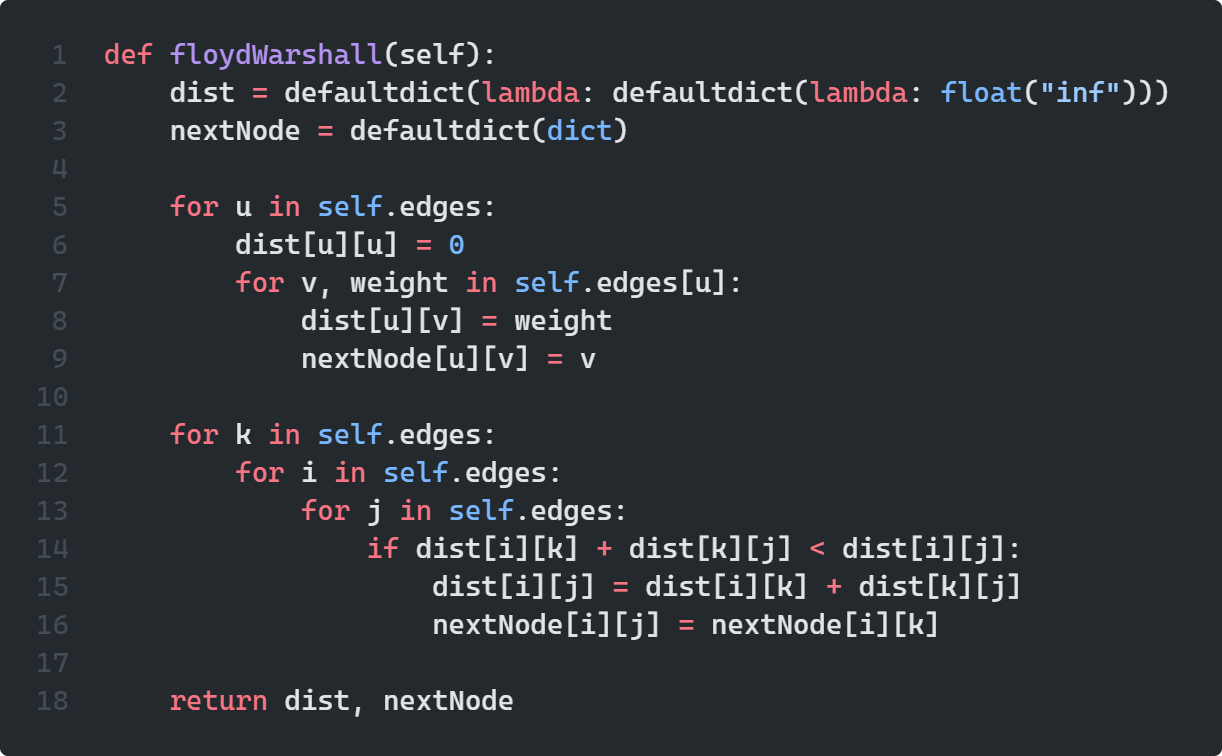 1 def floydWarshall(self):
2     dist = defaultdict(lambda: defaultdict(lambda: float("inf")))
3     nextNode = defaultdict(dict)
4
5     for u in self.edges:
6         dist[u][u] = 0
7         for v, weight in self.edges[u]:
8             dist[u][v] = weight
9             nextNode[u][v] = v
10
11     for k in self.edges:
12         for i in self.edges:
13             for j in self.edges:
14                 if dist[i][k] + dist[k][j] < dist[i][j]:
15                     dist[i][j] = dist[i][k] + dist[k][j]
16                     nextNode[i][j] = nextNode[i][k]
17
18     return dist, nextNode